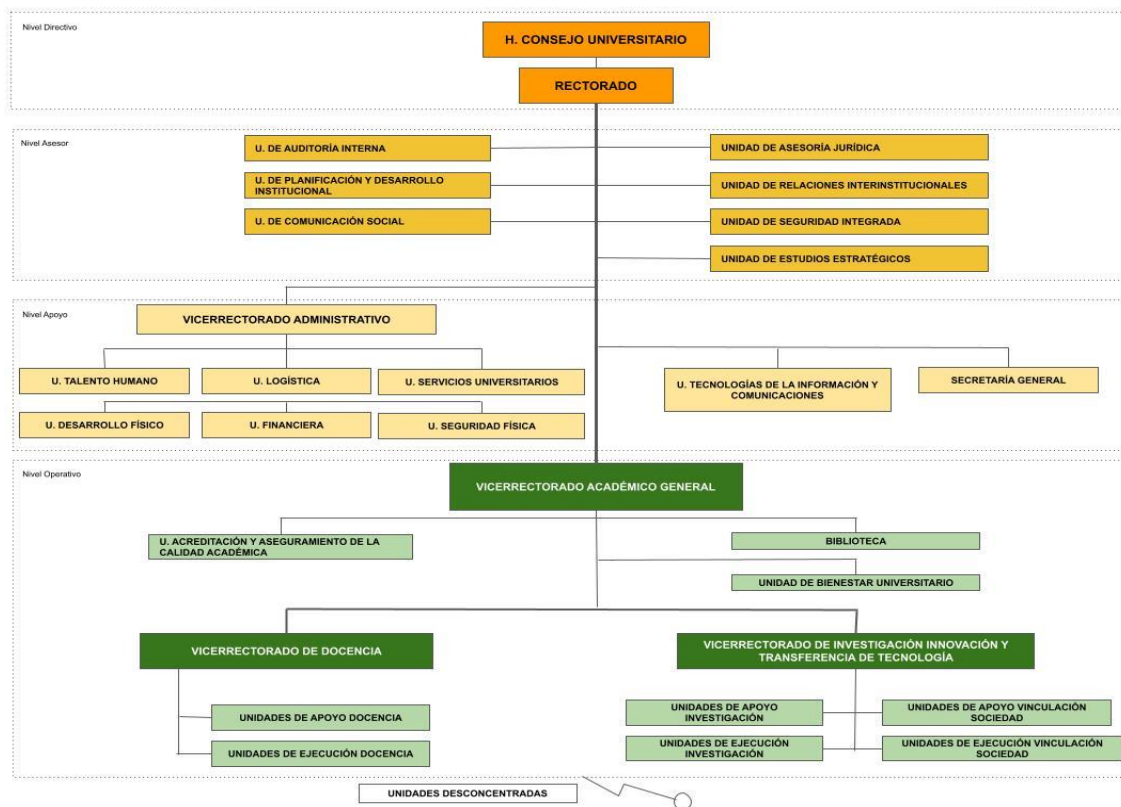 Nivel Directivo
H. CONSEJO UNIVERSITARIO
RECTORADO
Nivel Asesor
U. DE AUDITORÍA INTERNA
UNIDAD DE ASESORÍA JURÍDICA
U. DE PLANIFICACIÓN Y DESARROLLO
INSTITUCIONAL
UNIDAD DE RELACIONES INTERINSTITUCIONALES
U. DE COMUNICACIÓN SOCIAL
UNIDAD DE SEGURIDAD INTEGRADA
UNIDAD DE ESTUDIOS ESTRATÉGICOS
Nivel Apoyo
VICERRECTORADO ADMINISTRATIVO
U. TALENTO HUMANO
U. LOGÍSTICA
U. SERVICIOS UNIVERSITARIOS
U. TECNOLOGÍAS DE LA INFORMACIÓN Y
COMUNICACIONES
SECRETARÍA GENERAL
U. DESARROLLO FÍSICO
U. FINANCIERA
U. SEGURIDAD FÍSICA
Nivel Operativo
VICERRECTORADO ACADÉMICO GENERAL
U. ACREDITACIÓN Y ASEGURAMIENTO DE LA
CALIDAD ACADÉMICA
BIBLIOTECA
UNIDAD DE BIENESTAR UNIVERSITARIO
VICERRECTORADO DE DOCENCIA
VICERRECTORADO DE INVESTIGACIÓN INNOVACIÓN Y
TRANSFERENCIA DE TECNOLOGÍA
UNIDADES DE APOYO DOCENCIA
UNIDADES DE APOYO
INVESTIGACIÓN
UNIDADES DE APOYO VINCULACIÓN
SOCIEDAD
UNIDADES DE EJECUCIÓN DOCENCIA
UNIDADES DE EJECUCIÓN
INVESTIGACIÓN
UNIDADES DE EJECUCIÓN VINCULACIÓN
SOCIEDAD
UNIDADES DESCONCENTRADAS